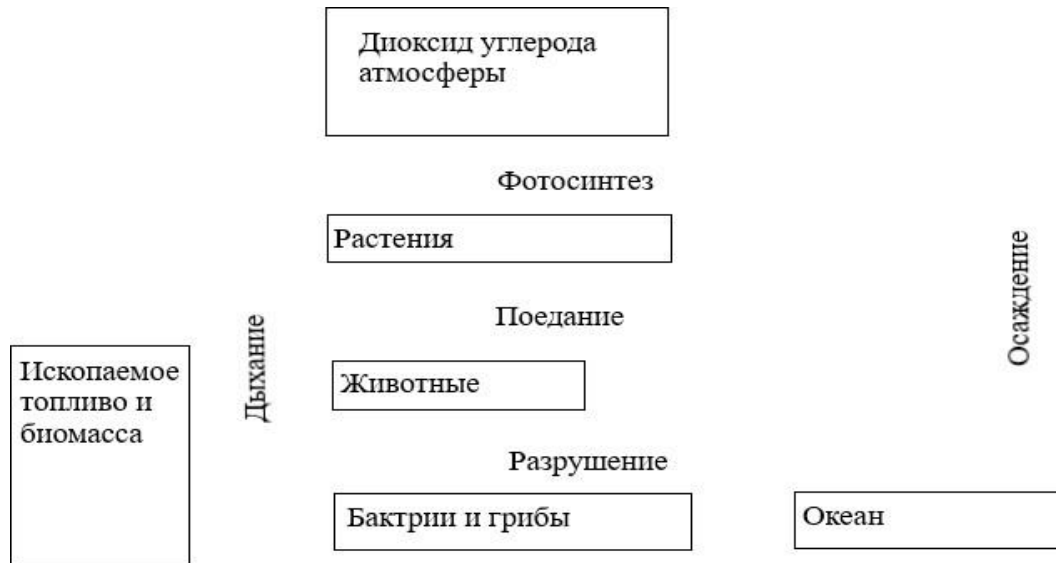 Диоксид углерода
атмосферы
Фотосинтез
Растения
Осаждение
Поедание
Дыхание
Ископаемое
топливо и
биомасса
Животные
Разрушение
Бактрии и грибы
Океан